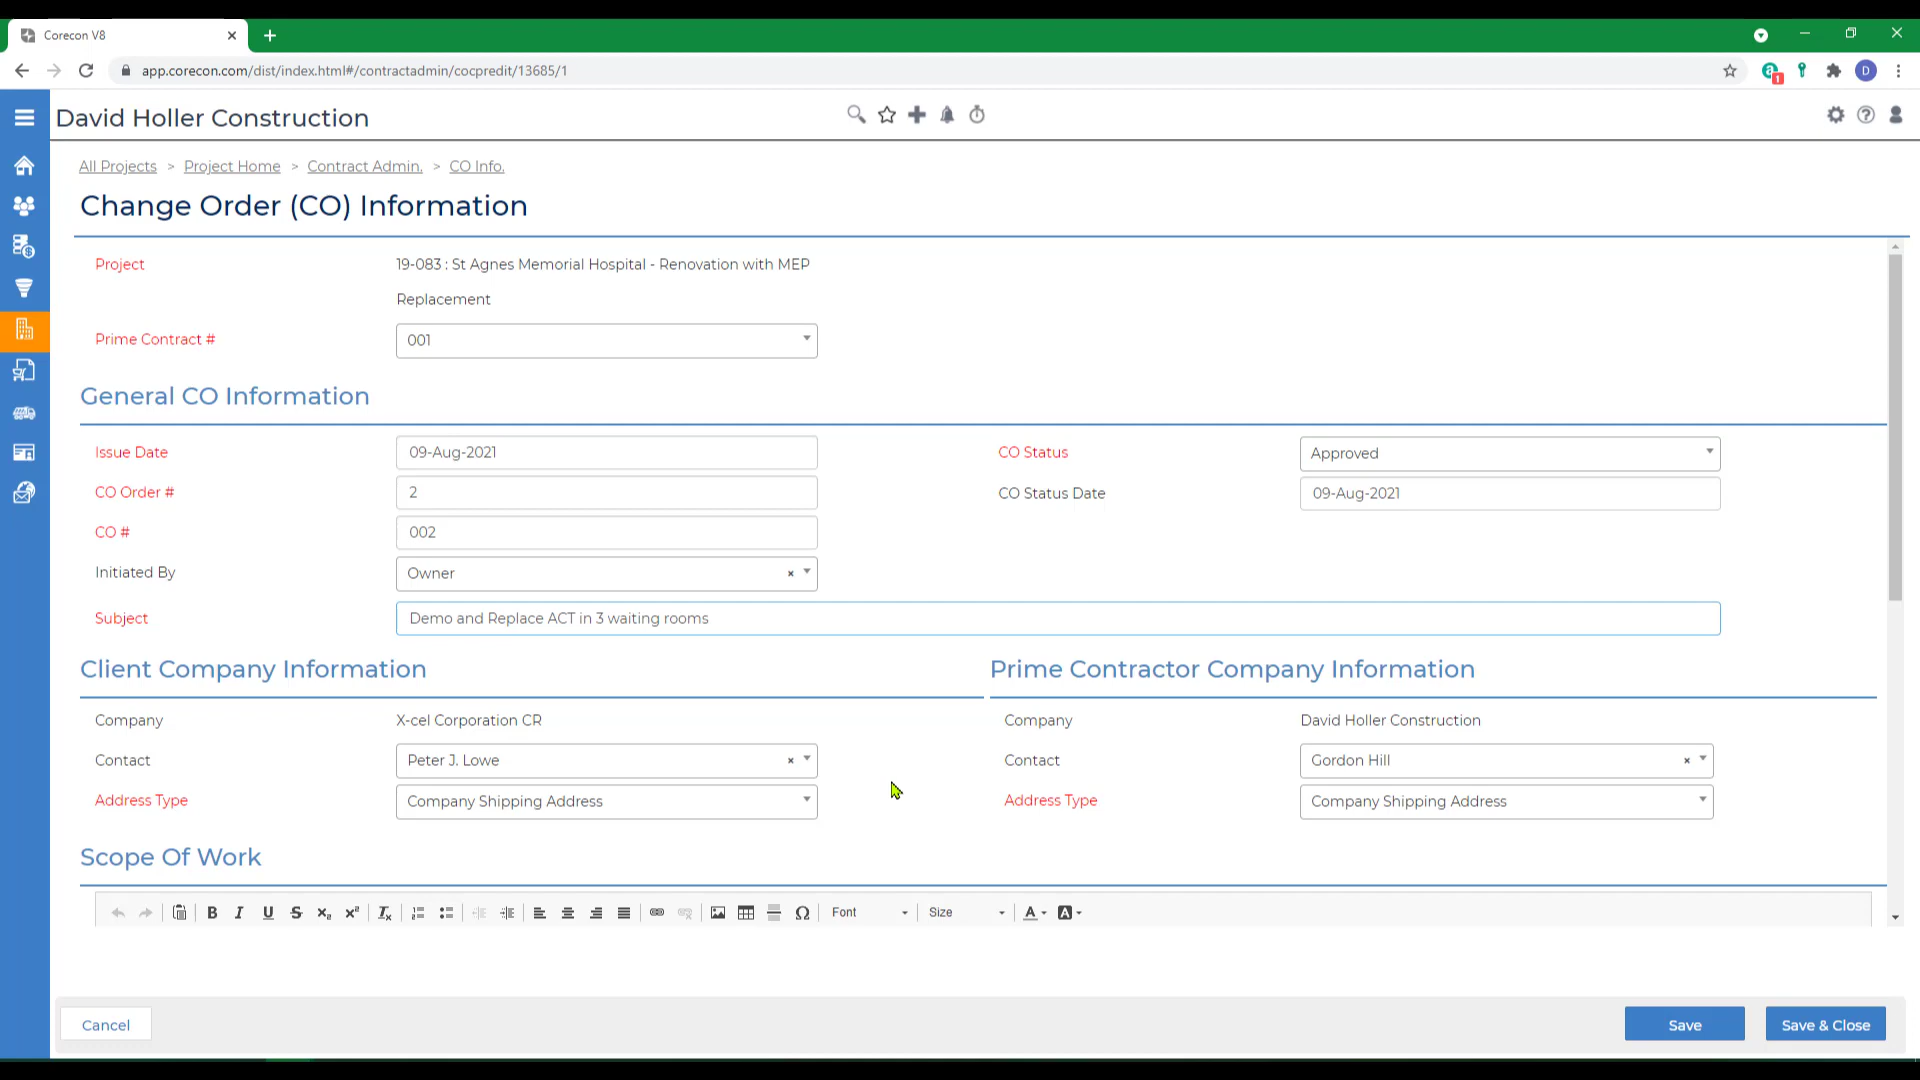 Corecon V8
app.corecon.com/dist/index.html#/contractadmin/cocpredit/13685/1
a 1 D
David Holler Construction
All Projects > Project Home > Contract Admin. > CO Info.
Change Order (CO) Information
Project 19-083 : St Agnes Memorial Hospital - Renovation with MEP
Replacement
Prime Contract # 001
General CO Information
Issue Date 09-Aug-2021 CO Status Approved
CO Order # 2 CO Status Date 09-Aug-2021
CO # 002
Initiated By Owner ×
Subject Demo and Replace ACT in 3 waiting rooms
Client Company Information Prime Contractor Company Information
Company X-cel Corporation CR Company David Holler Construction
Contact Peter J. Lowe × Contact Gordon Hill ×
Address Type Company Shipping Address Address Type Company Shipping Address
Scope Of Work
B I U S x₂ x² Tx Ω Font Size A A
Cancel Save Save & Close